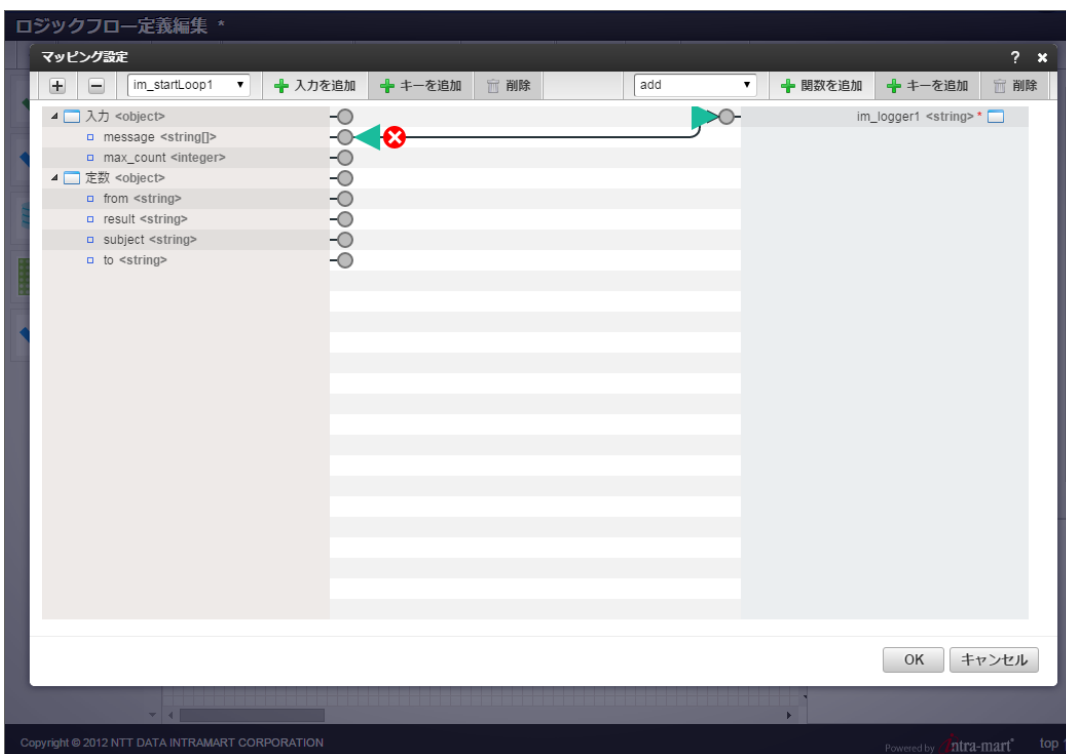 ロジックフロー定義編集 *
マッピング設定 ?
im_startLoop1 入力を追加 キーを追加 削除 add 関数を追加 キーを追加 削除
入力 <object> im_logger1 <string> *
message <string[]>
max_count <integer>
定数 <object>
from <string>
result <string>
subject <string>
to <string>
OK キャンセル
Copyright © 2012 NTT DATA INTRAMART CORPORATION Powered by intra-mart top